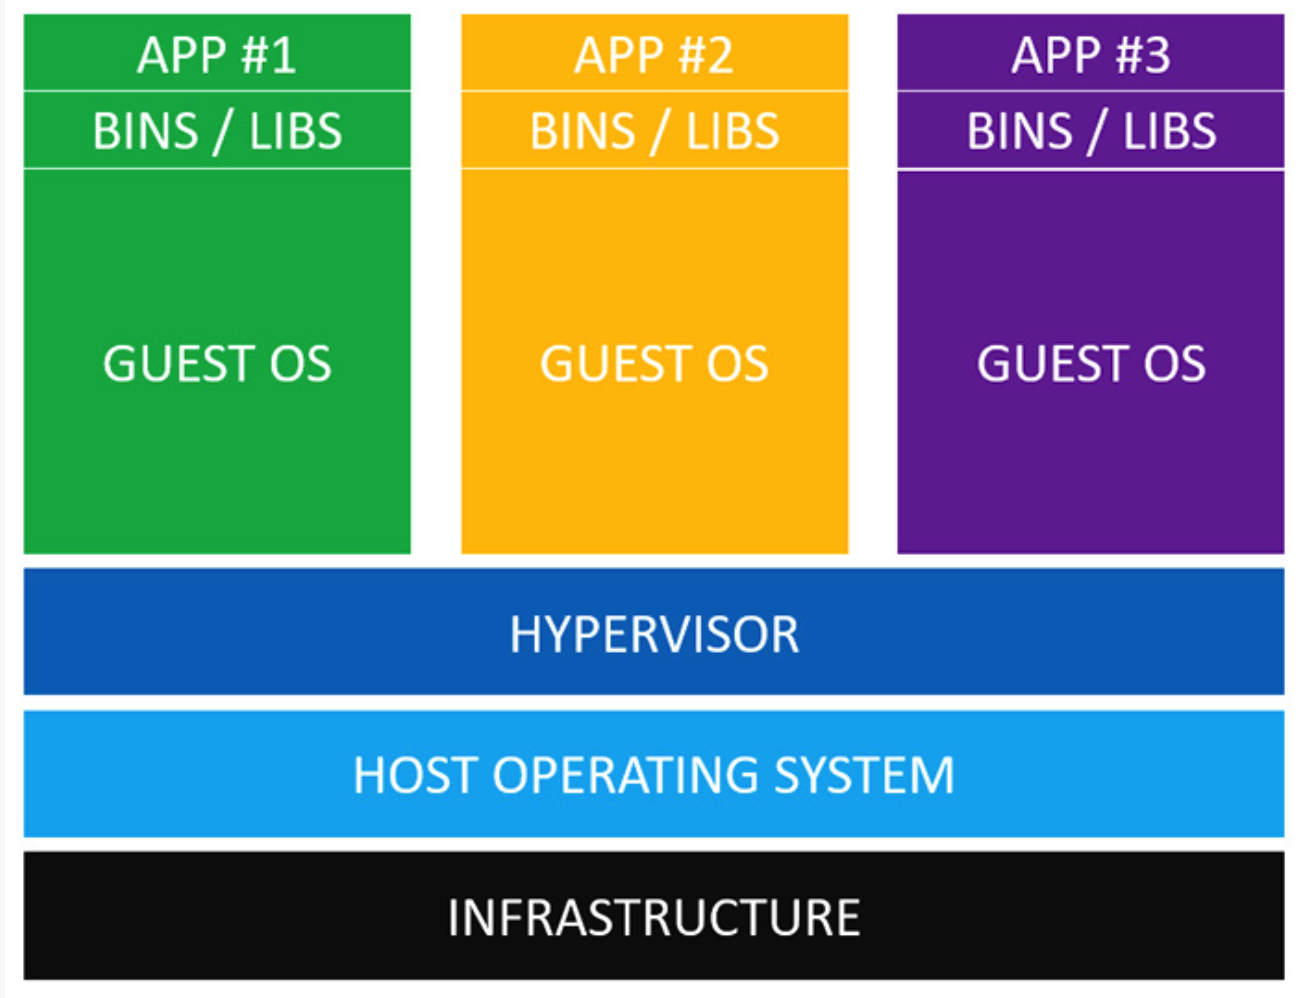 APP #1
APP #2
APP #3
BINS / LIBS
BINS / LIBS
BINS / LIBS
GUEST OS
GUEST OS
GUEST OS
HYPERVISOR
HOST OPERATING SYSTEM
INFRASTRUCTURE